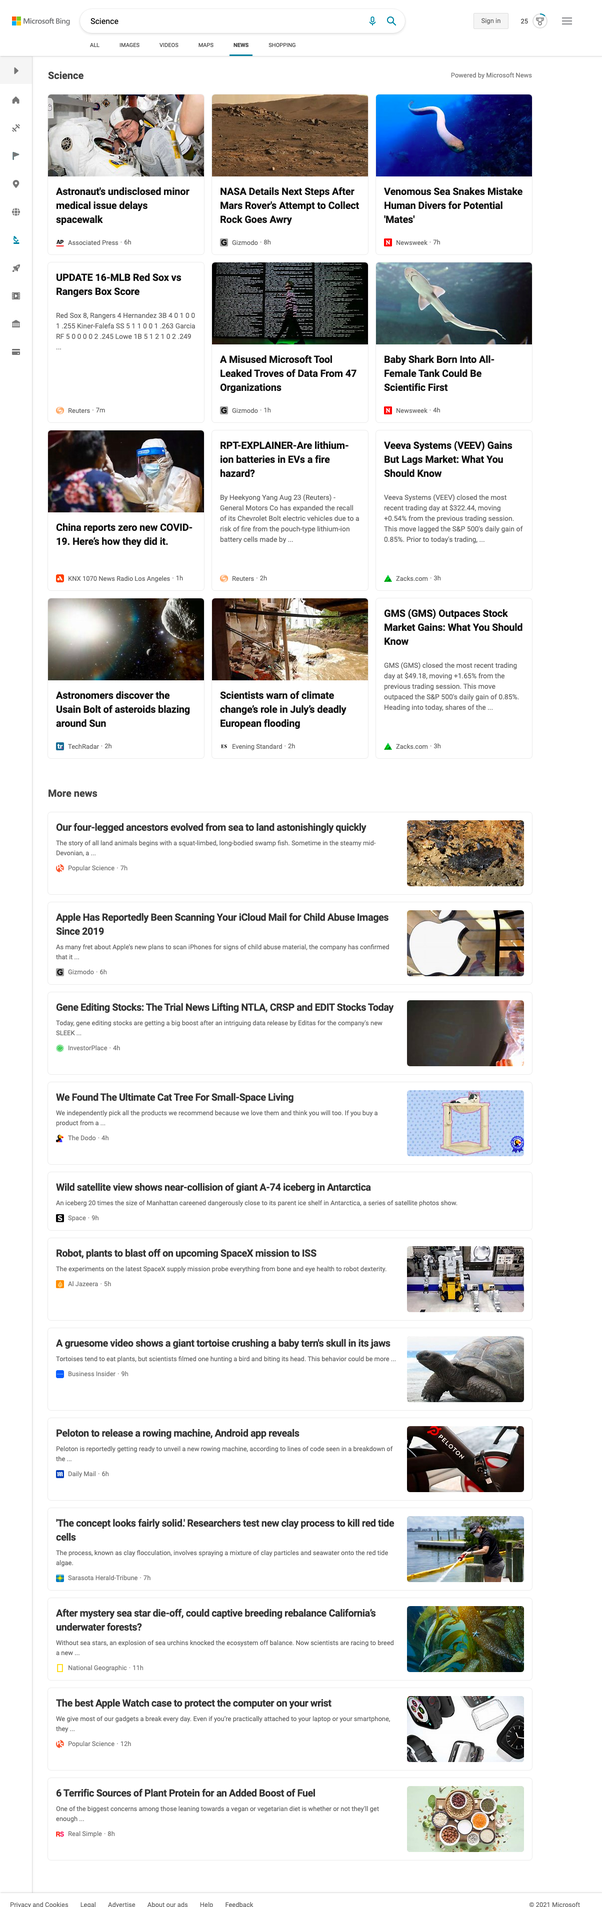 Microsoft Bing
Science
Sign in
25
ALL
IMAGES
VIDEOS
MAPS
NEWS
SHOPPING
Science
Powered by Microsoft News
Astronaut's undisclosed minor
medical issue delays
spacewalk
AP Associated Press · 6h
NASA Details Next Steps After
Mars Rover's Attempt to Collect
Rock Goes Awry
G Gizmodo · 8h
Venomous Sea Snakes Mistake
Human Divers for Potential
'Mates'
N Newsweek · 7h
UPDATE 16-MLB Red Sox vs
Rangers Box Score
Red Sox 8, Rangers 4 Hernandez 3B 4 0 1 0 0
1 .255 Kiner-Falefa SS 5 1 1 0 0 1 .263 Garcia
RF 5 0 0 0 0 2 .245 Lowe 1B 5 1 2 1 0 2 .249
...
Reuters · 7m
A Misused Microsoft Tool
Leaked Troves of Data From 47
Organizations
G Gizmodo · 1h
Baby Shark Born Into All-
Female Tank Could Be
Scientific First
N Newsweek · 4h
China reports zero new COVID-
19. Here's how they did it.
KNX 1070 News Radio Los Angeles · 1h
RPT-EXPLAINER-Are lithium-
ion batteries in EVs a fire
hazard?
By Heekyong Yang Aug 23 (Reuters) -
General Motors Co has expanded the recall
of its Chevrolet Bolt electric vehicles due to a
risk of fire from the pouch-type lithium-ion
battery cells made by ...
Reuters · 2h
Veeva Systems (VEEV) Gains
But Lags Market: What You
Should Know
Veeva Systems (VEEV) closed the most
recent trading day at $322.44, moving
+0.54% from the previous trading session.
This move lagged the S&P 500's daily gain of
0.85%. Prior to today's trading, ...
Zacks.com · 3h
Astronomers discover the
Usain Bolt of asteroids blazing
around Sun
tr TechRadar · 2h
Scientists warn of climate
change's role in July's deadly
European flooding
ES Evening Standard · 2h
GMS (GMS) Outpaces Stock
Market Gains: What You Should
Know
GMS (GMS) closed the most recent trading
day at $49.18, moving +1.65% from the
previous trading session. This move
outpaced the S&P 500's daily gain of 0.85%.
Heading into today, shares of the ...
Zacks.com · 3h
More news
Our four-legged ancestors evolved from sea to land astonishingly quickly
The story of all land animals begins with a squat-limbed, long-bodied swamp fish. Sometime in the steamy mid-
Devonian, a ...
Popular Science · 7h
Apple Has Reportedly Been Scanning Your iCloud Mail for Child Abuse Images
Since 2019
As many fret about Apple's new plans to scan iPhones for signs of child abuse material, the company has confirmed
that it ...
G Gizmodo · 6h
Gene Editing Stocks: The Trial News Lifting NTLA, CRSP and EDIT Stocks Today
Today, gene editing stocks are getting a big boost after an intriguing data release by Editas for the company's new
SLEEK ...
InvestorPlace · 4h
We Found The Ultimate Cat Tree For Small-Space Living
We independently pick all the products we recommend because we love them and think you will too. If you buy a
product from a ...
The Dodo · 4h
Wild satellite view shows near-collision of giant A-74 iceberg in Antarctica
An iceberg 20 times the size of Manhattan careened dangerously close to its parent ice shelf in Antarctica, a series of satellite photos show.
S Space · 9h
Robot, plants to blast off on upcoming SpaceX mission to ISS
The experiments on the latest SpaceX supply mission probe everything from bone and eye health to robot dexterity.
Al Jazeera · 5h
A gruesome video shows a giant tortoise crushing a baby tern's skull in its jaws
Tortoises tend to eat plants, but scientists filmed one hunting a bird and biting its head. This behavior could be more ...
Business Insider · 9h
Peloton to release a rowing machine, Android app reveals
Peloton is reportedly getting ready to unveil a new rowing machine, according to lines of code seen in a breakdown of
the ...
Daily Mail · 6h
PELOTON
'The concept looks fairly solid.' Researchers test new clay process to kill red tide
cells
The process, known as clay flocculation, involves spraying a mixture of clay particles and seawater onto the red tide
algae.
Sarasota Herald-Tribune · 7h
After mystery sea star die-off, could captive breeding rebalance California's
underwater forests?
Without sea stars, an explosion of sea urchins knocked the ecosystem off balance. Now scientists are racing to breed
a new ...
National Geographic · 11h
The best Apple Watch case to protect the computer on your wrist
We give most of our gadgets a break every day. Even if you're practically attached to your laptop or your smartphone,
they ...
Popular Science · 12h
6 Terrific Sources of Plant Protein for an Added Boost of Fuel
One of the biggest concerns among those leaning towards a vegan or vegetarian diet is whether or not they'll get
enough ...
RS Real Simple · 8h
Privacy and Cookies
Legal
Advertise
About our ads
Help
Feedback
© 2021 Microsoft